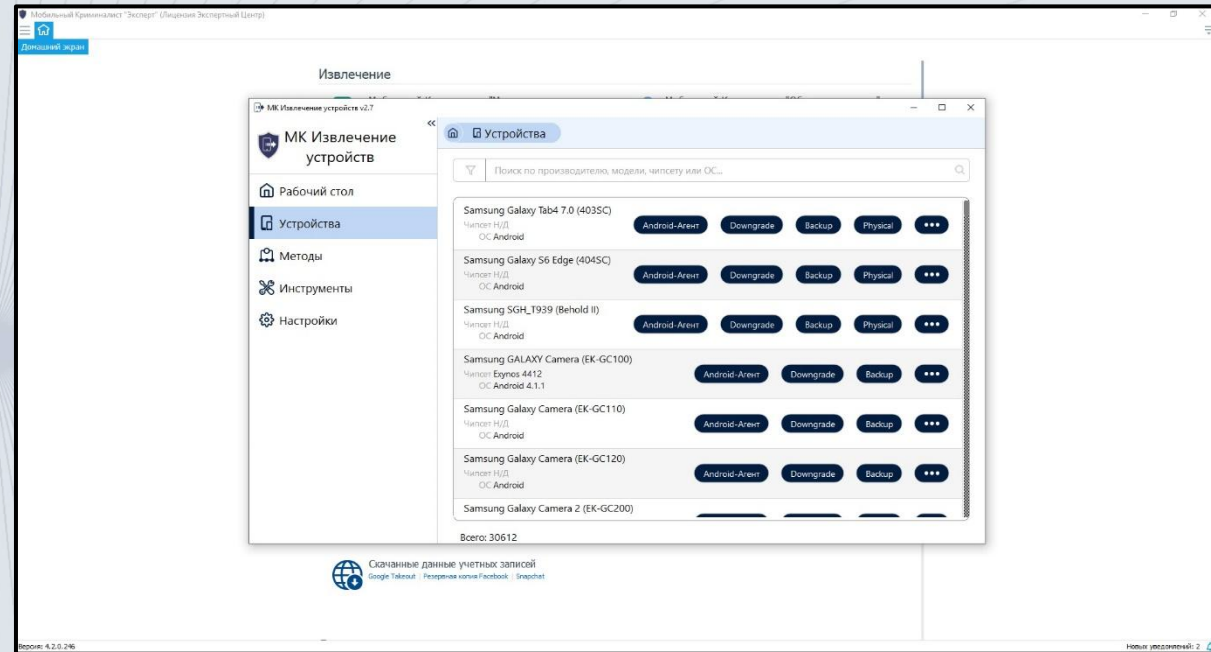 Мобильный Криминалист "Эксперт" (Лицензия Экспертный Центр)
Домашний экран
Извлечение
МК Извлечение устройств v2.7
МК Извлечение
устройств
Рабочий стол
Устройства
Методы
Инструменты
Настройки
Устройства
Поиск по производителю, модели, чипсету или ОС...
Samsung Galaxy Tab4 7.0 (403SC)
Чипсет Н/Д
ОС Android
Android-Агент Downgrade Backup Physical
Samsung Galaxy S6 Edge (404SC)
Чипсет Н/Д
ОС Android
Android-Агент Downgrade Backup Physical
Samsung SGH_T939 (Behold II)
Чипсет Н/Д
ОС Android
Android-Агент Downgrade Backup Physical
Samsung GALAXY Camera (EK-GC100)
Чипсет Exynos 4412
ОС Android 4.1.1
Android-Агент Downgrade Backup
Samsung Galaxy Camera (EK-GC110)
Чипсет Н/Д
ОС Android
Android-Агент Downgrade Backup
Samsung Galaxy Camera (EK-GC120)
Чипсет Н/Д
ОС Android
Android-Агент Downgrade Backup
Samsung Galaxy Camera 2 (EK-GC200)
Всего: 30612
Скачанные данные учетных записей
Google Takeout | Резервная копия Facebook | Snapchat
Версия: 4.2.0.246
Новых уведомлений: 2